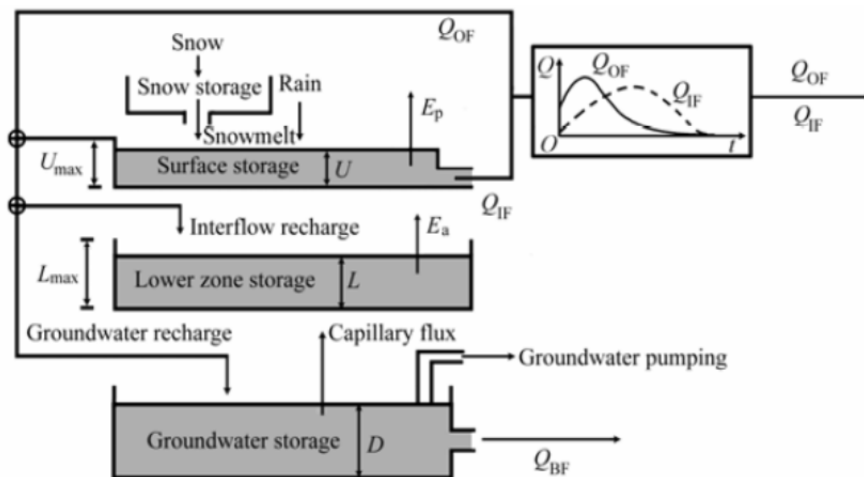 Snow
Q_OF
Snow storage Rain
Snowmelt
E_p
Q Q_OF
Q_IF
O t
Q_OF
Q_IF
U_max
Surface storage U
Q_IF
Interflow recharge
E_a
L_max
Lower zone storage L
Groundwater recharge
Capillary flux
Groundwater pumping
Groundwater storage D
Q_BF